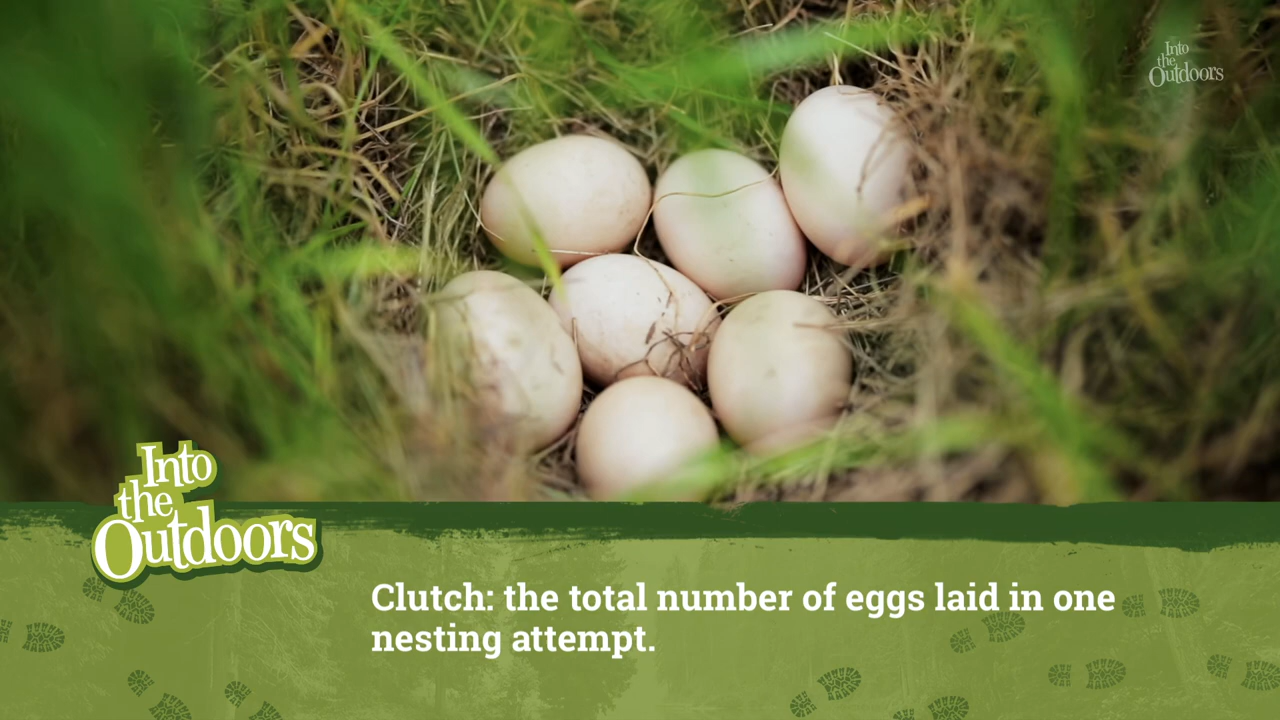 Into
the
Outdoors
Into
the
Outdoors
Clutch: the total number of eggs laid in one
nesting attempt.